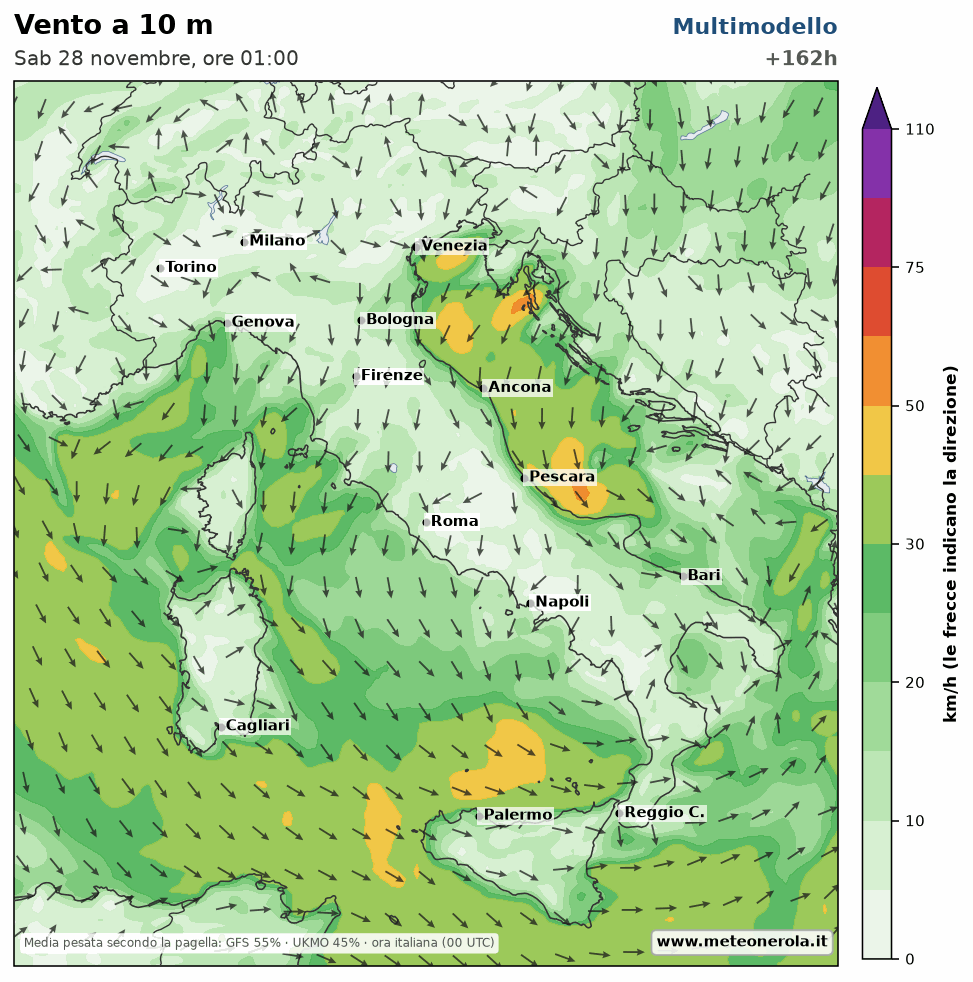 Vento a 10 m
Multimodello
Sab 28 novembre, ore 01:00
+162h
110
Milano
Venezia
Torino
75
Genova
Bologna
Firenze
Ancona
50
Pescara
Roma
30
Bari
Napoli
20
Cagliari
Palermo
Reggio C.
10
km/h (le frecce indicano la direzione)
Media pesata secondo la pagella: GFS 55% · UKMO 45% · ora italiana (00 UTC)
www.meteonerola.it
0